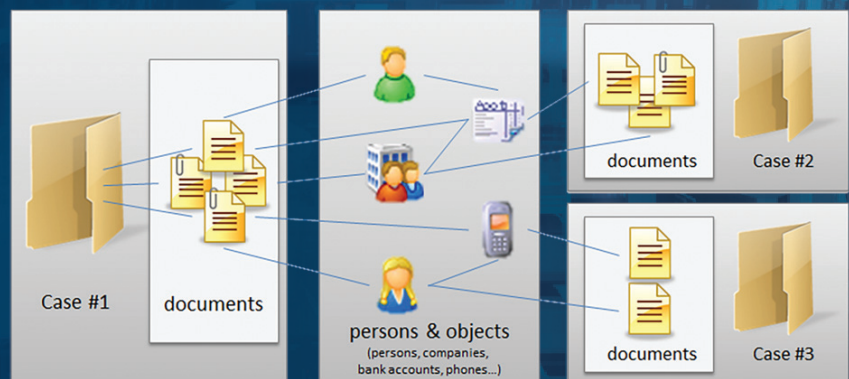 Case #1
documents
persons & objects
(persons, companies,
bank accounts, phones...)
documents
Case #2
documents
Case #3